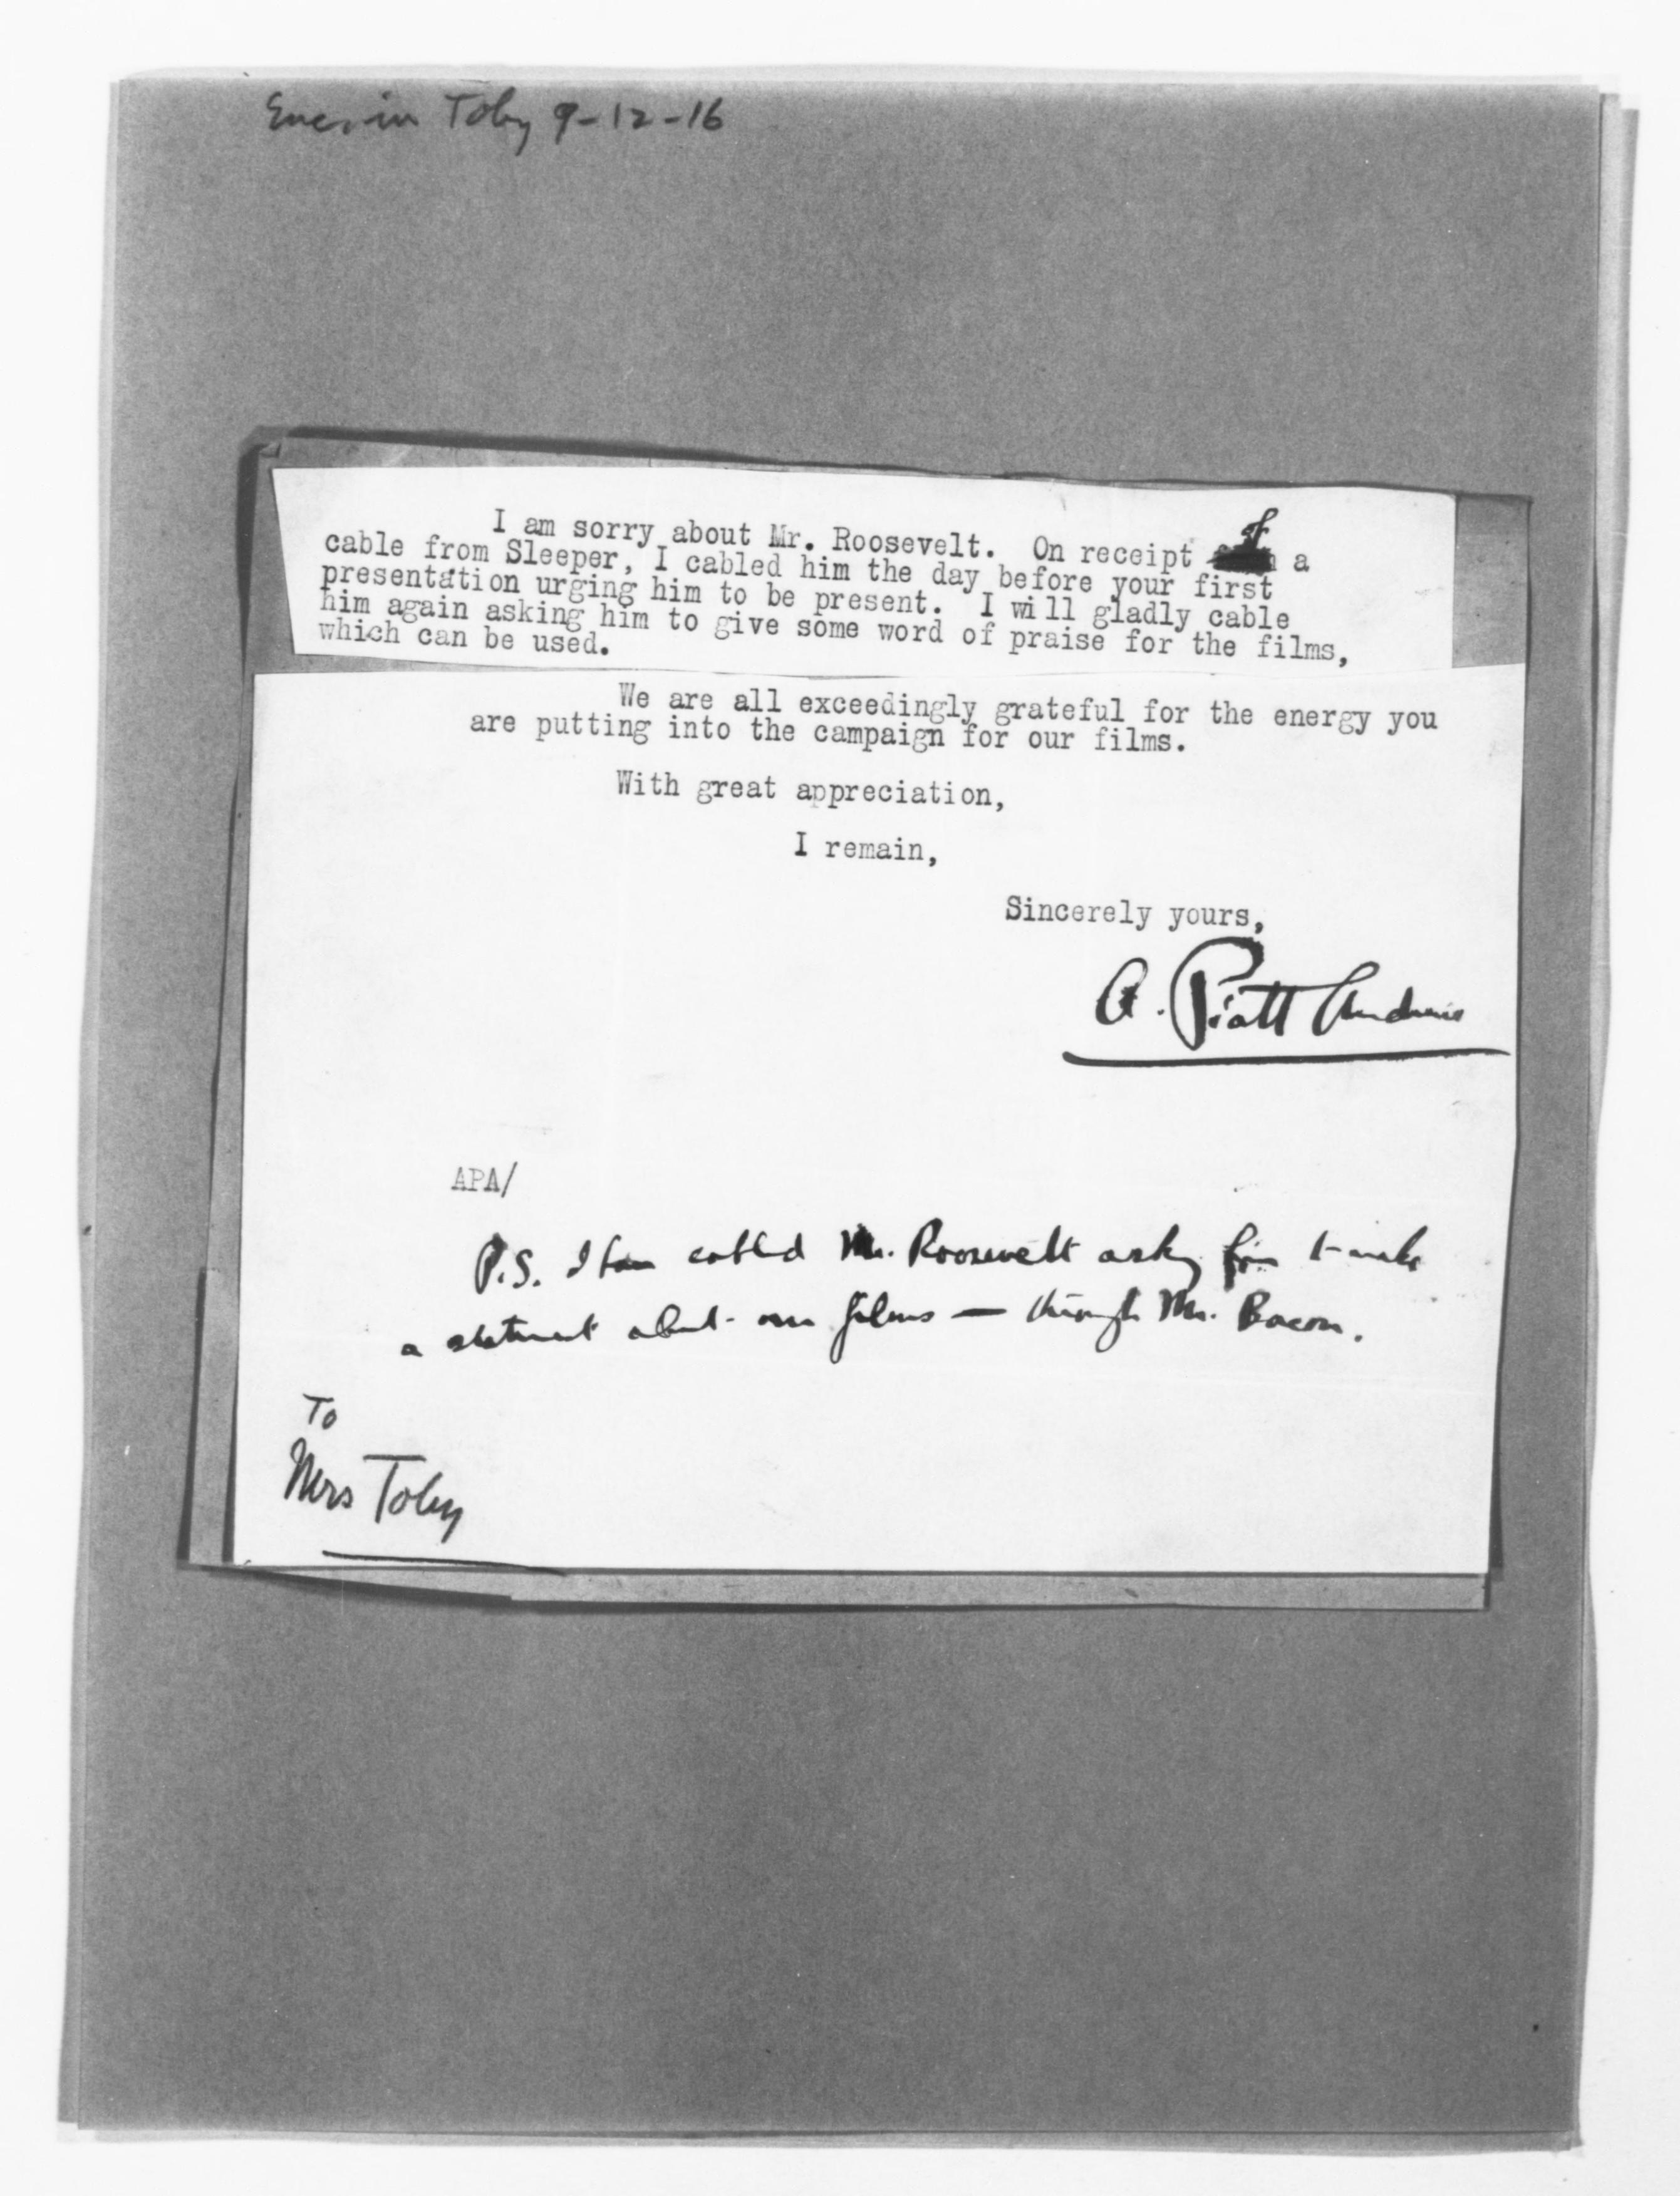 Enc. in Toby 9-12-16
I am sorry about Mr. Roosevelt. On receipt of a
cable from Sleeper, I cabled him the day before your first
presentation urging him to be present. I will gladly cable
him again asking him to give some word of praise for the films,
which can be used.
We are all exceedingly grateful for the energy you
are putting into the campaign for our films.
With great appreciation,
I remain,
Sincerely yours,
A. Piatt Andrew
APA/
P.S. I have cabled Mr. Roosevelt asking him to make
a statement about our films — through Mr. Bacon.
To
Mrs Toby